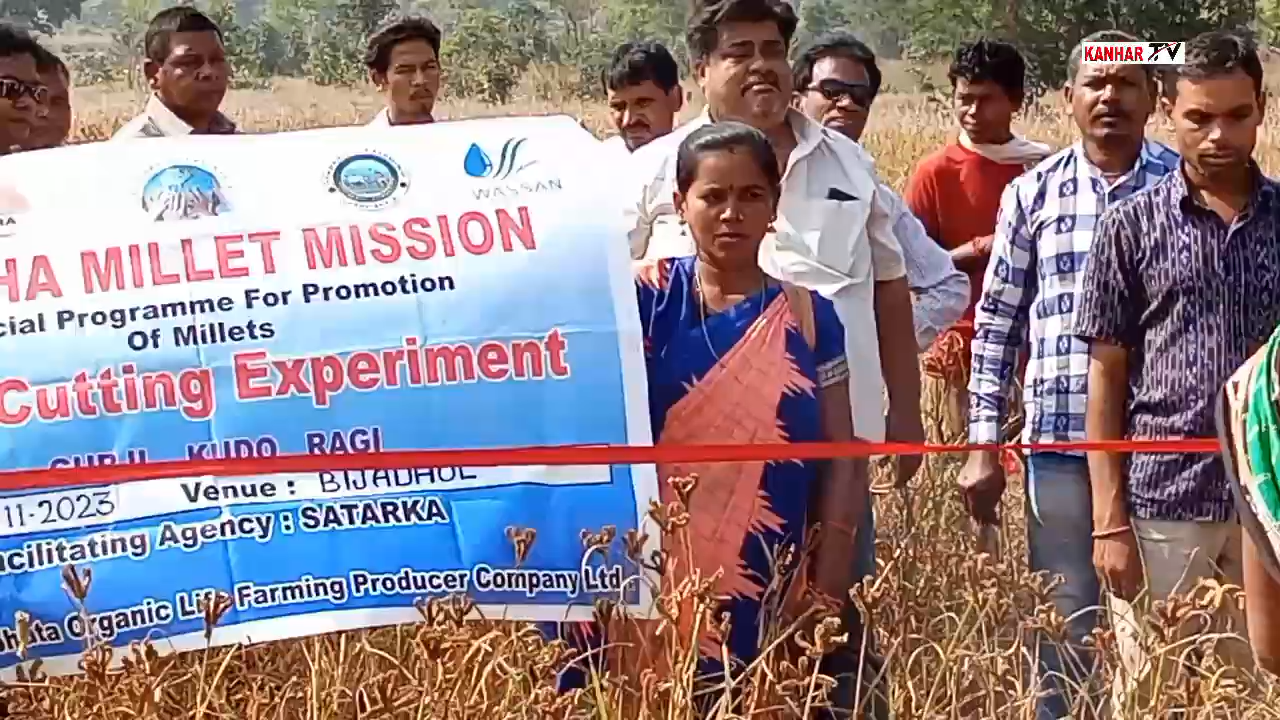 KANHAR TV
WASSAN
HA MILLET MISSION
cial Programme For Promotion
Of Millets
Cutting Experiment
KUDO RAGI
11-2023 Venue : BIJADHOL
acilitating Agency : SATARKA
Organic Life Farming Producer Company Ltd